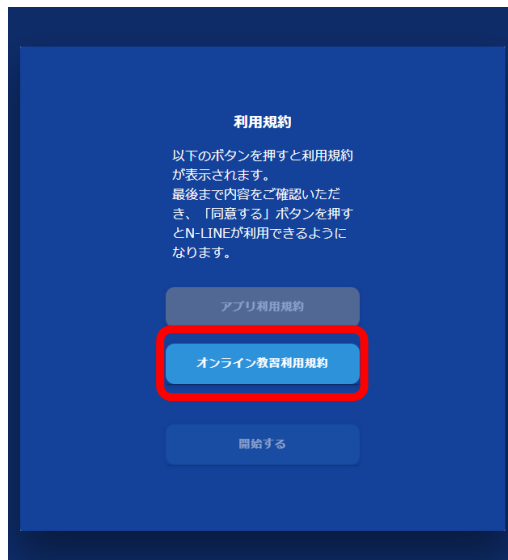 利用規約
以下のボタンを押すと利用規約
が表示されます。
最後まで内容をご確認いただ
き、「同意する」ボタンを押す
とN-LINEが利用できるように
なります。
アプリ利用規約
オンライン教習利用規約
開始する